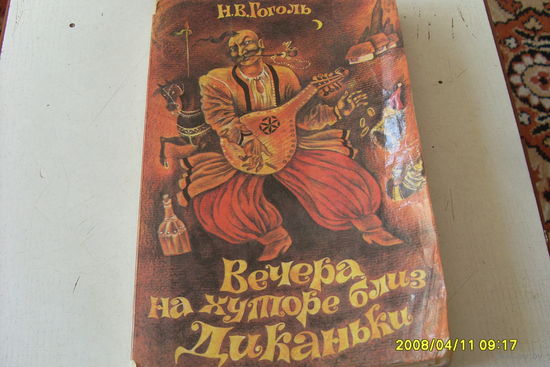 Н.В.Гоголь
Вечера
на хуторе близ
Диканьки
2008/04/11 09:17